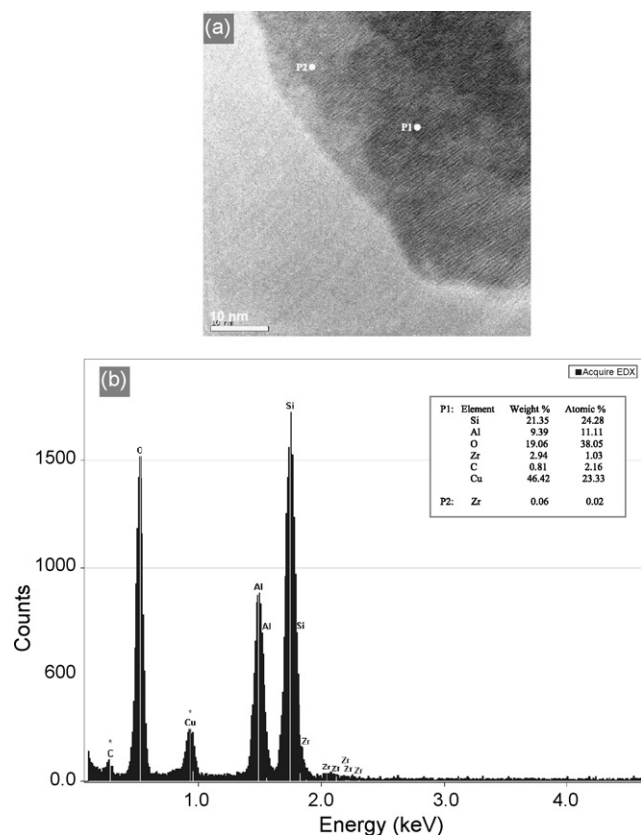 (a)
P2
P1
10 nm
(b)
Acquire EDX
Si
P1: Element Weight % Atomic %
Si 21.35 24.28
Al 9.39 11.11
O 19.06 38.05
Zr 2.94 1.03
C 0.81 2.16
Cu 46.42 23.33
P2: Zr 0.06 0.02
O
1500
1000
Counts
Al
Al
Si
600
*
Cu
*
C
Zr
Zr
Zr Zr Zr Zr
0.0
1.0 2.0 3.0 4.0
Energy (keV)